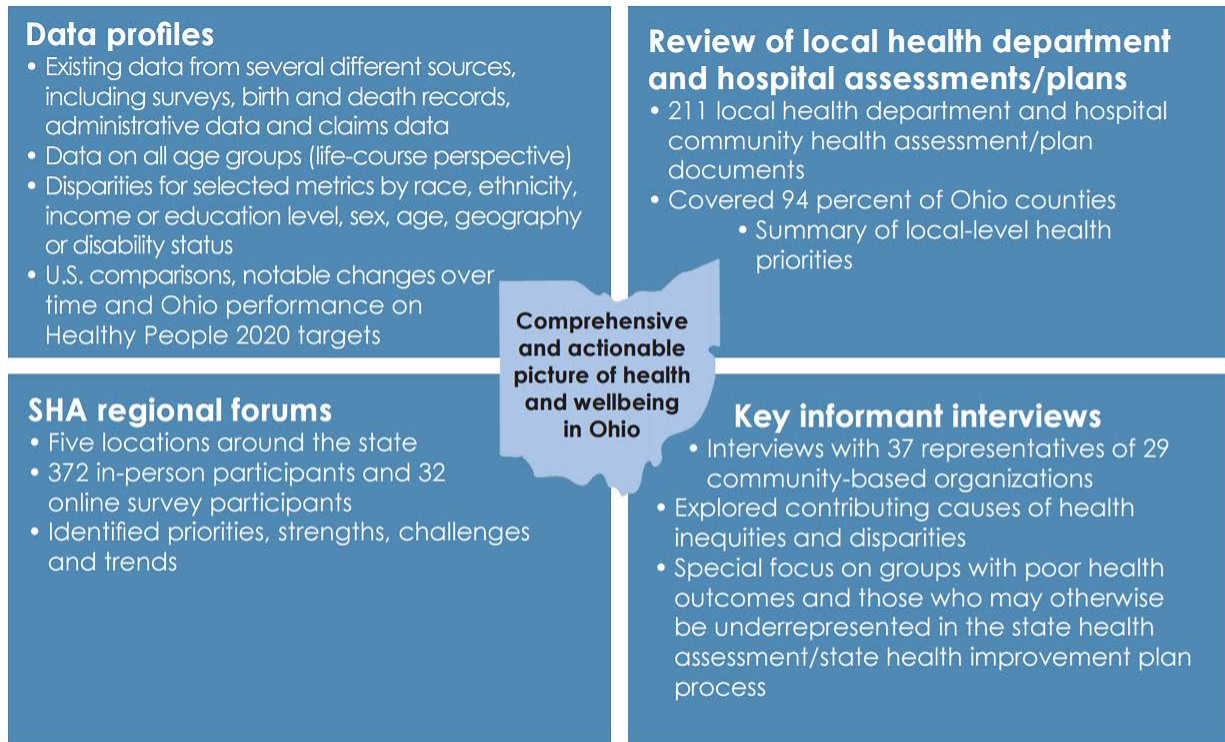 Data profiles
• Existing data from several different sources,
including surveys, birth and death records,
administrative data and claims data
• Data on all age groups (life-course perspective)
• Disparities for selected metrics by race, ethnicity,
income or education level, sex, age, geography
or disability status
• U.S. comparisons, notable changes over
time and Ohio performance on
Healthy People 2020 targets
Review of local health department
and hospital assessments/plans
• 211 local health department and hospital
community health assessment/plan
documents
• Covered 94 percent of Ohio counties
• Summary of local-level health
priorities
Comprehensive
and actionable
picture of health
and wellbeing
in Ohio
SHA regional forums
• Five locations around the state
• 372 in-person participants and 32
online survey participants
• Identified priorities, strengths, challenges
and trends
Key informant interviews
• Interviews with 37 representatives of 29
community-based organizations
• Explored contributing causes of health
inequities and disparities
• Special focus on groups with poor health
outcomes and those who may otherwise
be underrepresented in the state health
assessment/state health improvement plan
process